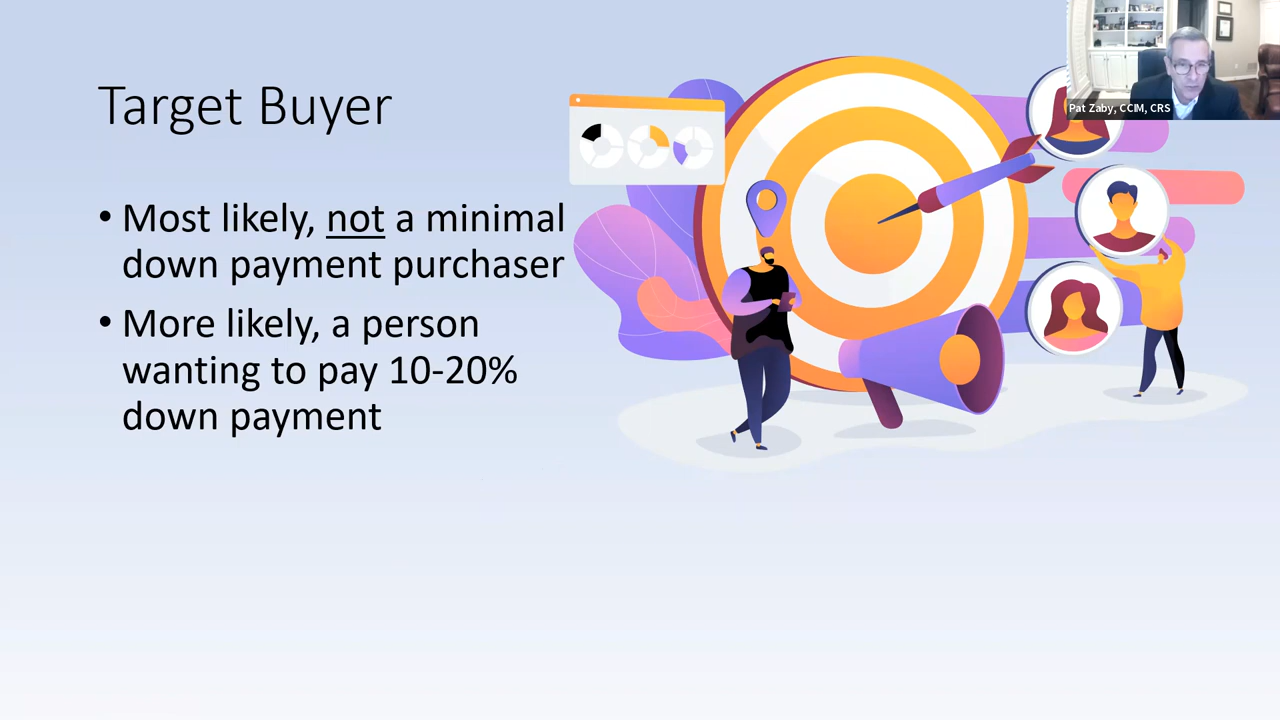 Target Buyer
• Most likely, not a minimal
down payment purchaser
• More likely, a person
wanting to pay 10-20%
down payment
Pat Zaby, CCIM, CRS